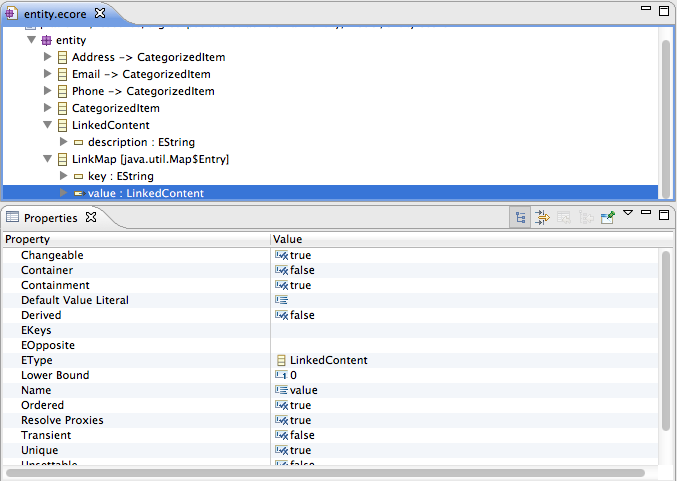 entity.ecore
entity
Address -> CategorizedItem
Email -> CategorizedItem
Phone -> CategorizedItem
CategorizedItem
LinkedContent
description : EString
LinkMap [java.util.Map$Entry]
key : EString
value : LinkedContent
Properties
Property Value
Changeable true
Container false
Containment true
Default Value Literal
Derived false
EKeys
EOpposite
EType LinkedContent
Lower Bound 0
Name value
Ordered true
Resolve Proxies true
Transient false
Unique true
Unsettable false